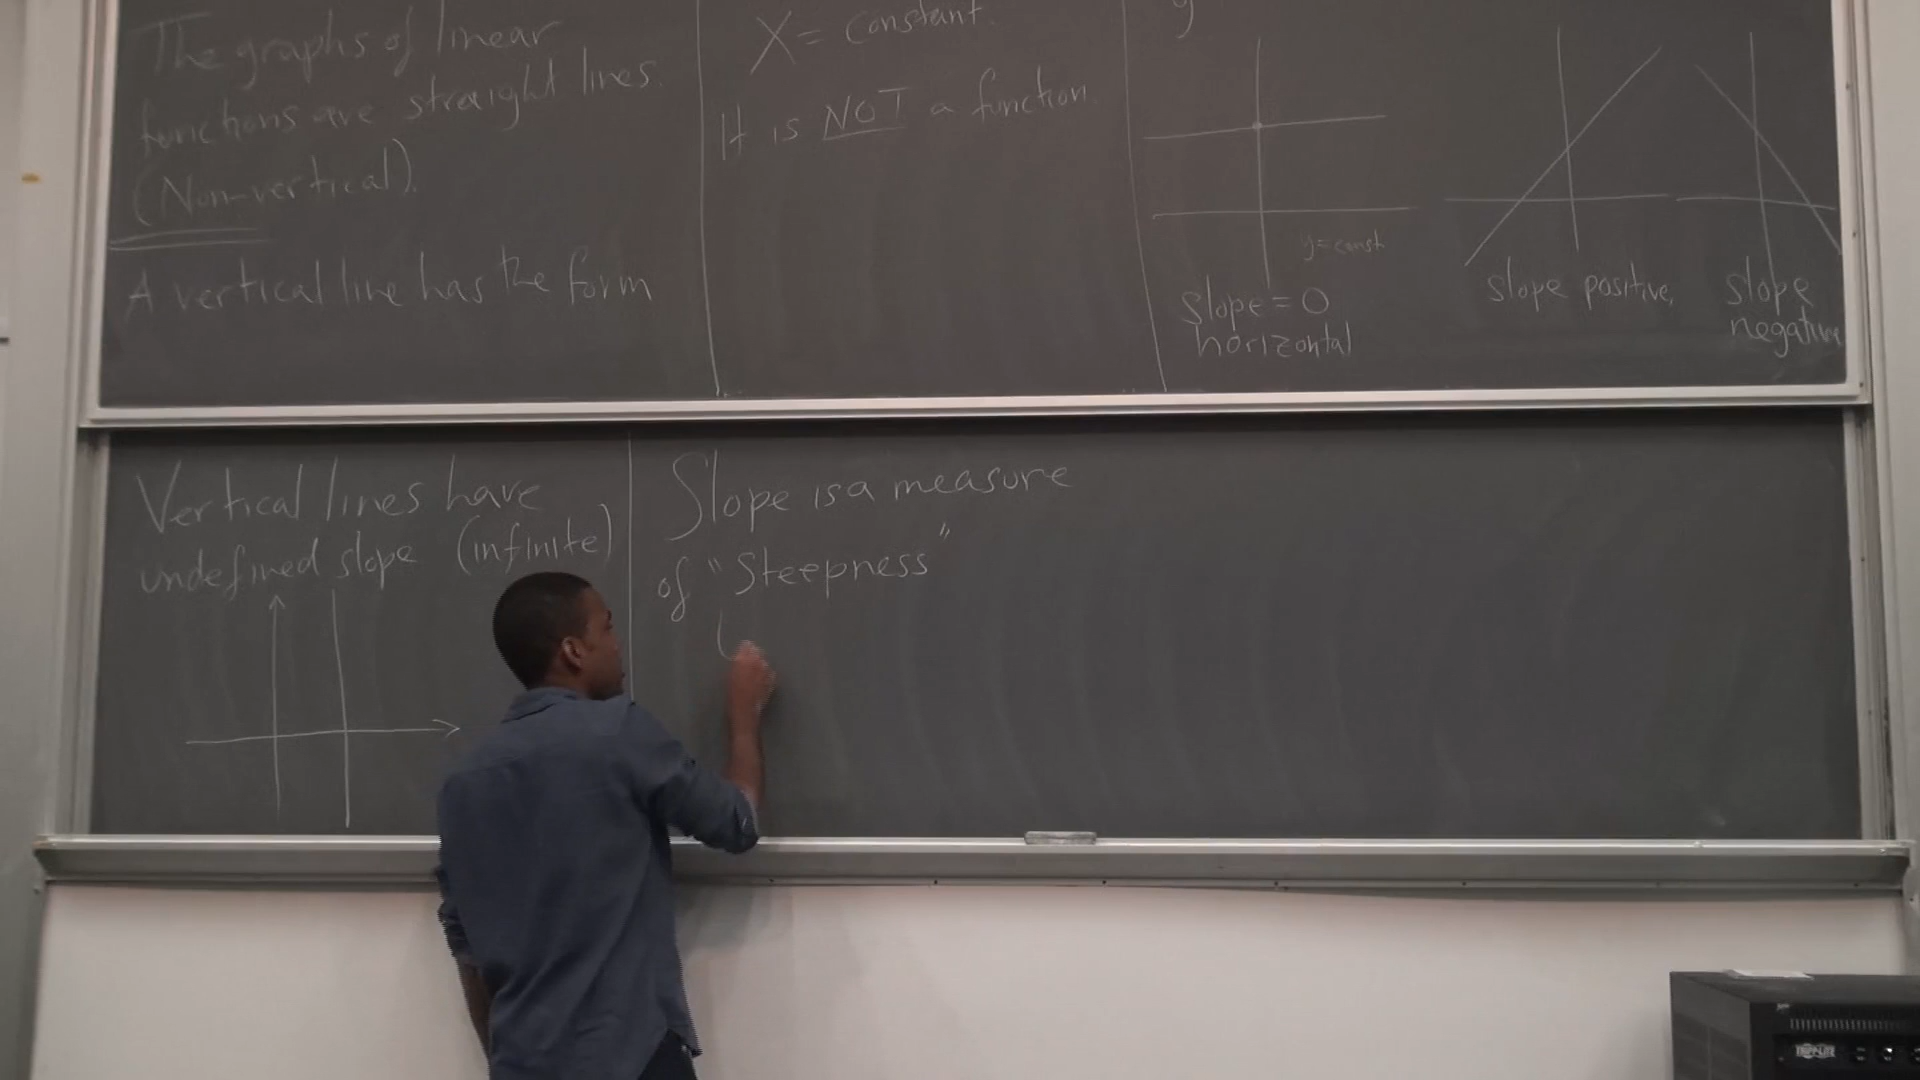 The graphs of linear
functions are straight lines.
(Non-vertical).
A vertical line has the form
X = constant.
It is NOT a function.
y
y=const
slope = 0
horizontal
slope positive,
slope
negative
Vertical lines have
undefined slope (infinite)
Slope is a measure
of "Steepness"
TRIPP-LITE